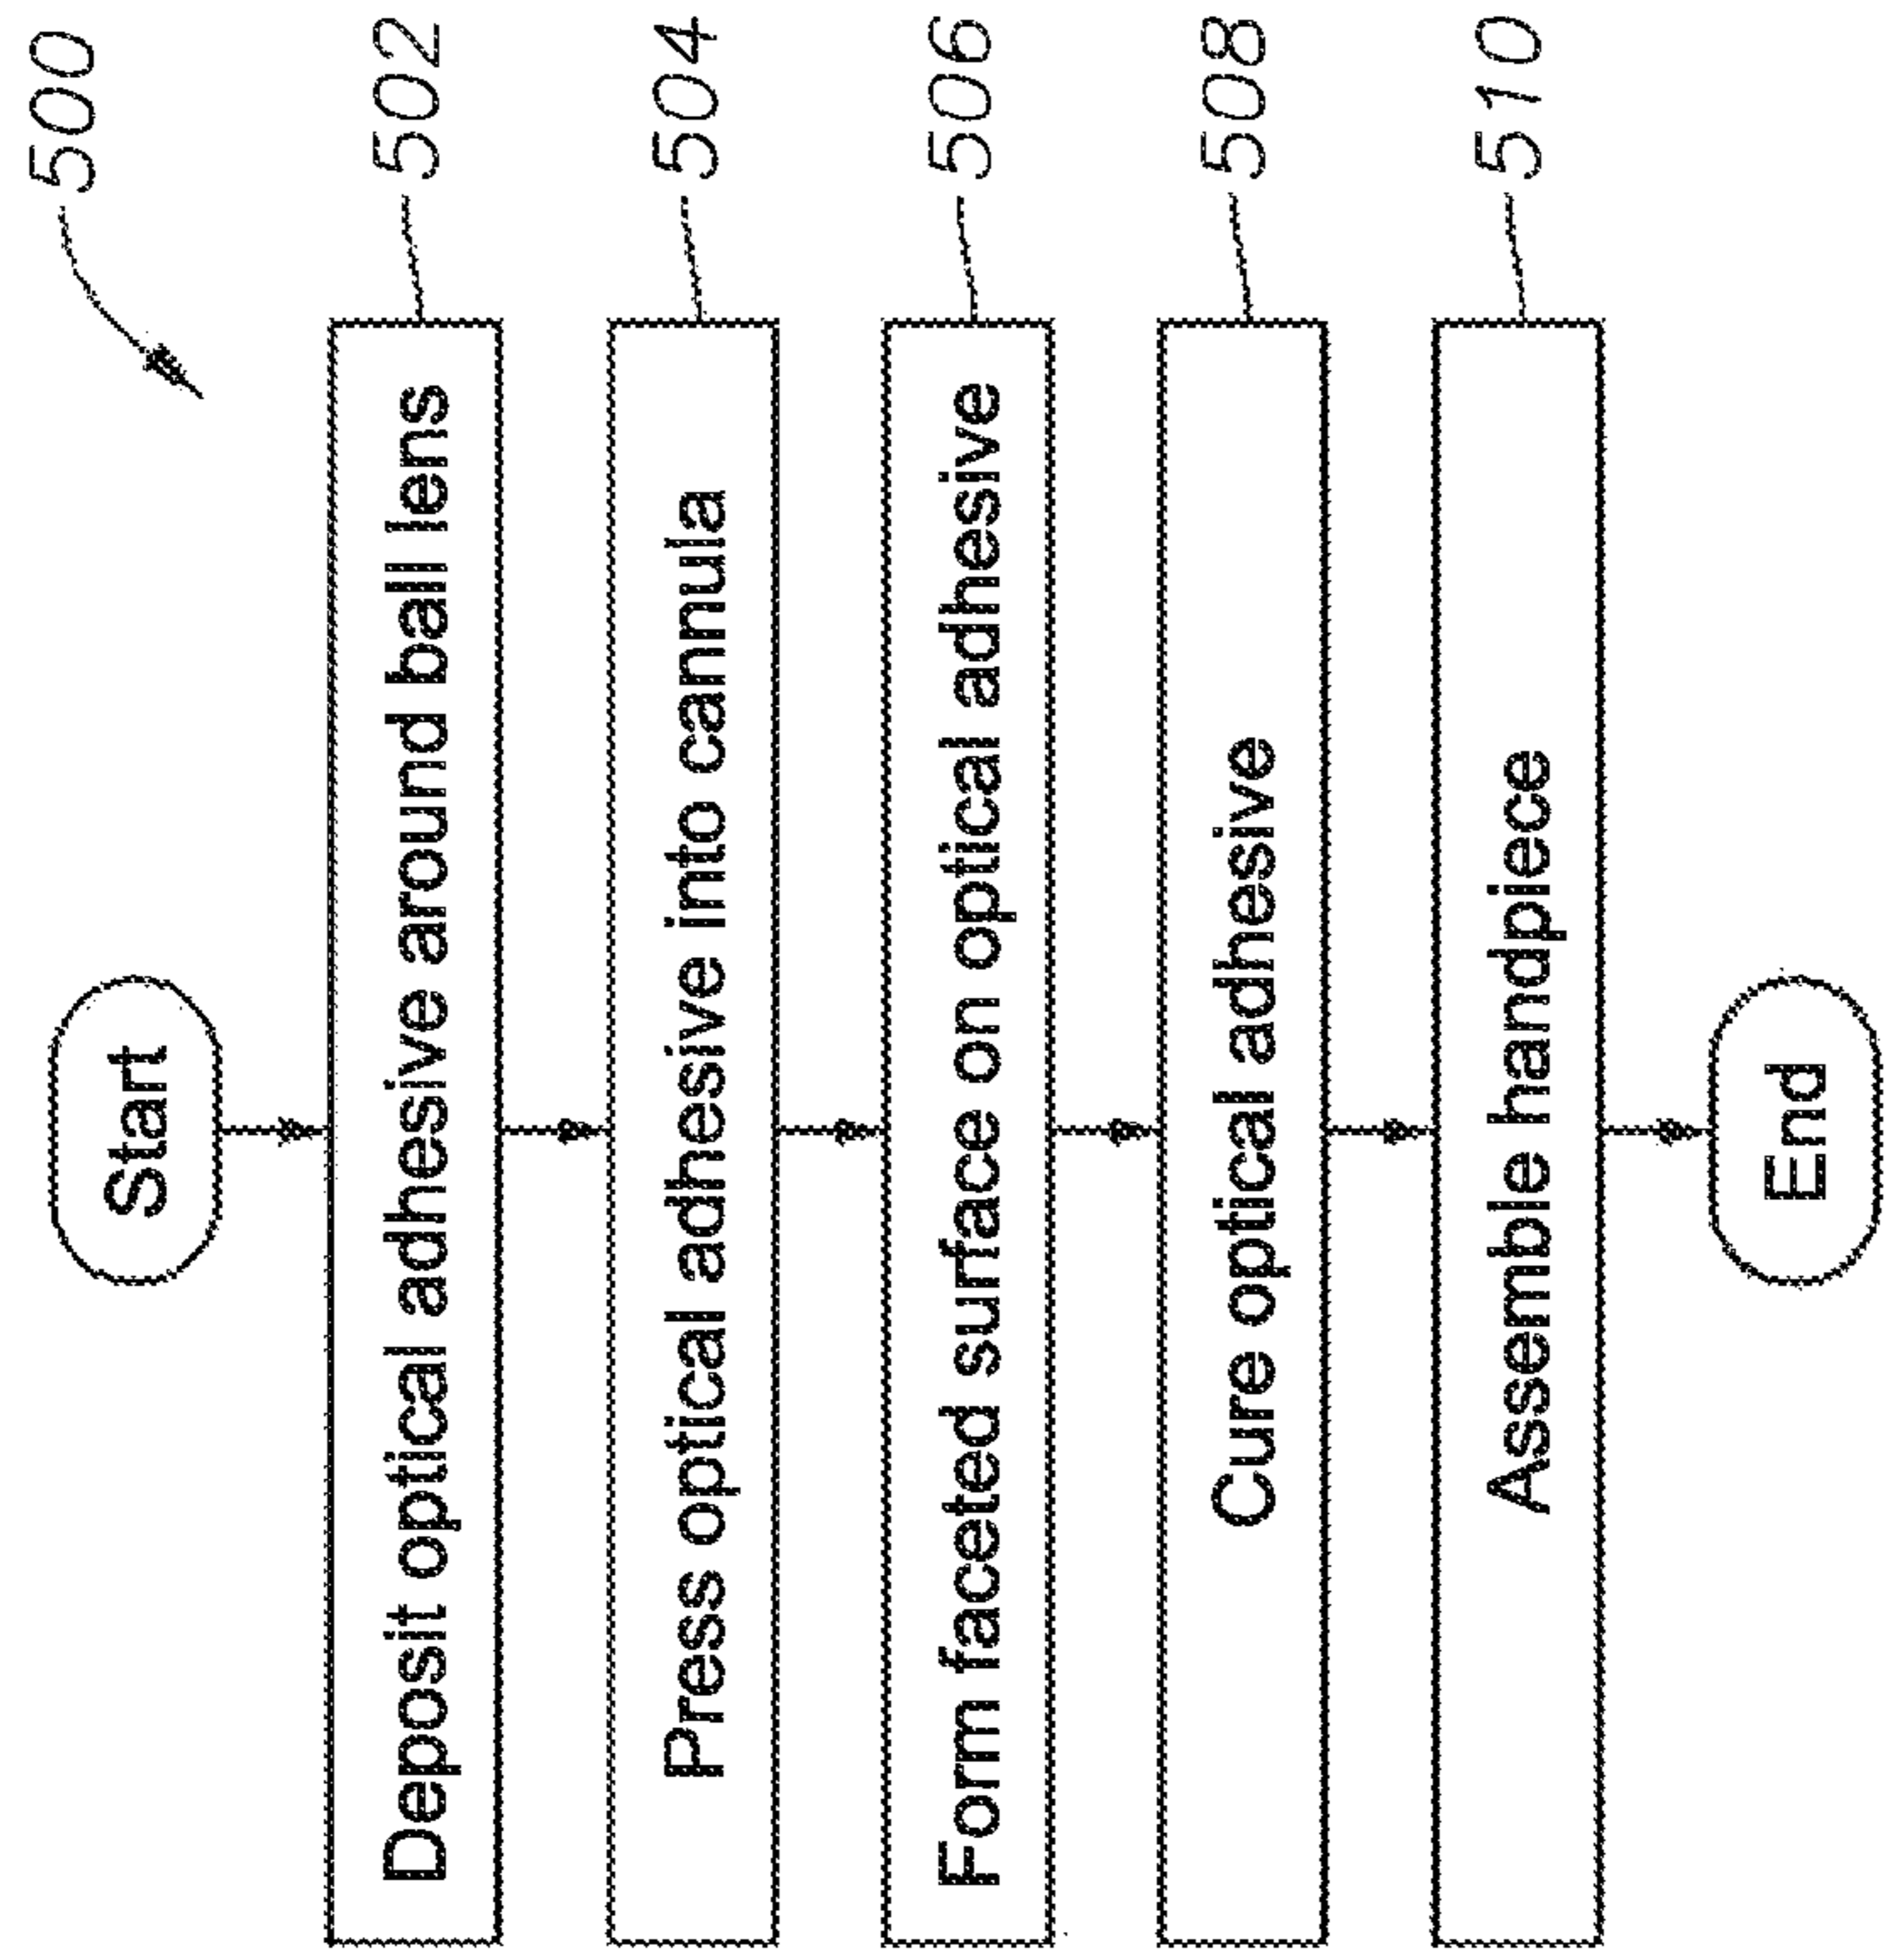 500
Start
Deposit optical adhesive around ball lens
502
Press optical adhesive into cannula
504
Form faceted surface on optical adhesive
506
Cure optical adhesive
508
Assemble handpiece
510
End